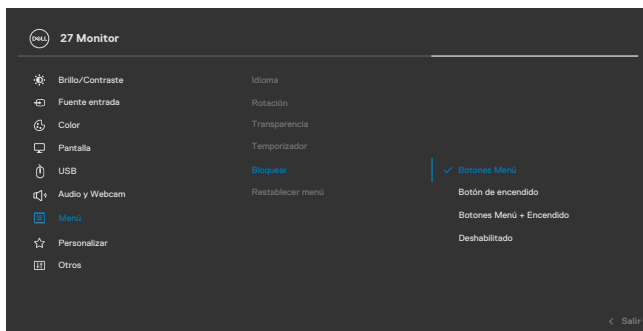 DELL 27 Monitor
Brillo/Contraste
Fuente entrada
Color
Pantalla
USB
Audio y Webcam
Menú
Personalizar
Otros
Idioma
Rotación
Transparencia
Temporizador
Bloquear
Restablecer menú
Botones Menú
Botón de encendido
Botones Menú + Encendido
Deshabilitado
Salir